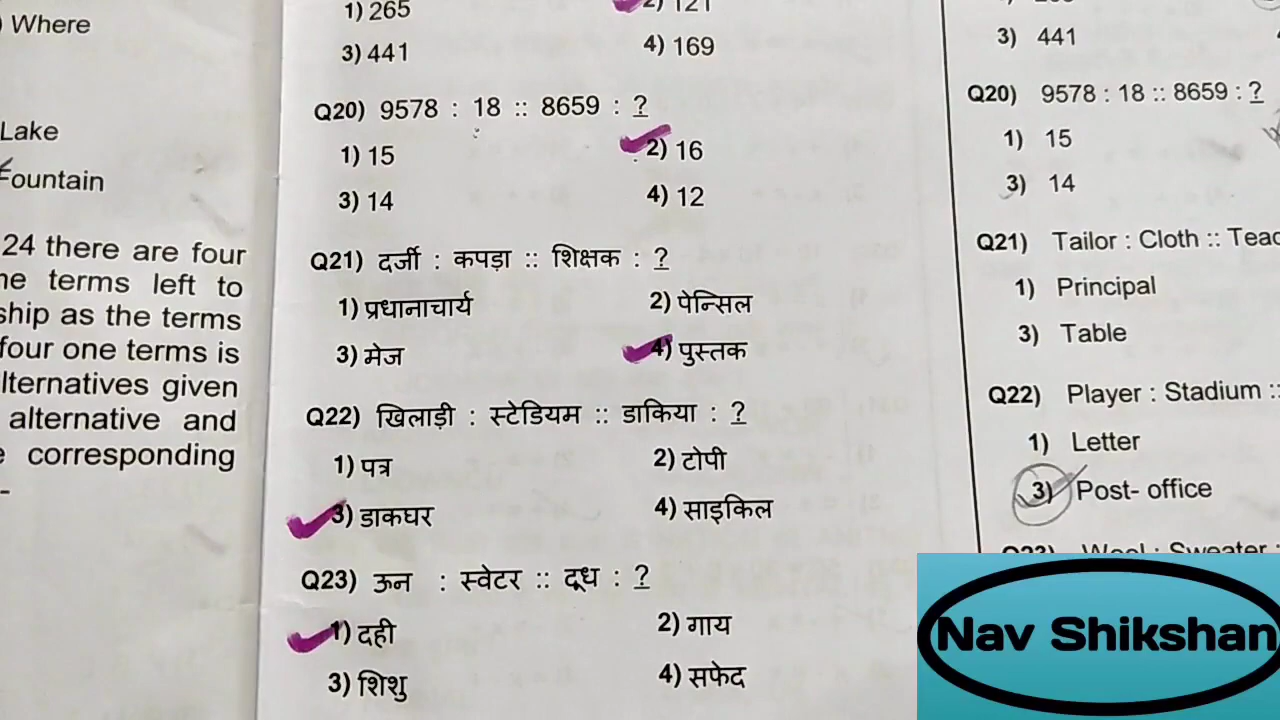 Where
Lake
Fountain
24 there are four
terms left to
ship as the terms
four one terms is
lternatives given
alternative and
corresponding
1) 265
2) 121
3) 441
4) 169
Q20) 9578 : 18 :: 8659 : ?
1) 15
2) 16
3) 14
4) 12
Q21) दर्जी : कपड़ा :: शिक्षक : ?
1) प्रधानाचार्य
2) पेन्सिल
3) मेज
4) पुस्तक
Q22) खिलाड़ी : स्टेडियम :: डाकिया : ?
1) पत्र
2) टोपी
3) डाकघर
4) साइकिल
Q23) ऊन : स्वेटर :: दूध : ?
1) दही
2) गाय
3) शिशु
4) सफेद
3) 441
Q20) 9578 : 18 :: 8659 : ?
1) 15
3) 14
Q21) Tailor : Cloth :: Teac
1) Principal
3) Table
Q22) Player : Stadium ::
1) Letter
3) Post- office
Q23) Wool : Sweater :
Nav Shikshan